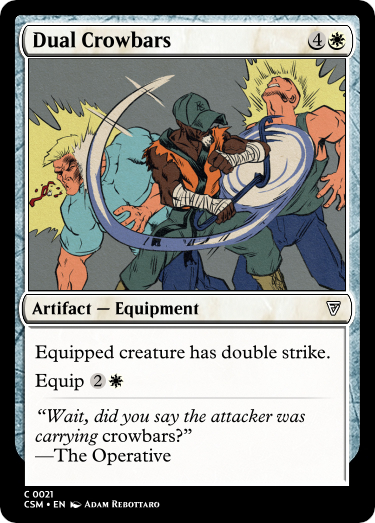 Dual Crowbars 4
Artifact — Equipment
Equipped creature has double strike.
Equip 2
“Wait, did you say the attacker was
carrying crowbars?”
—The Operative
C 0021
CSM • EN Adam Rebottaro